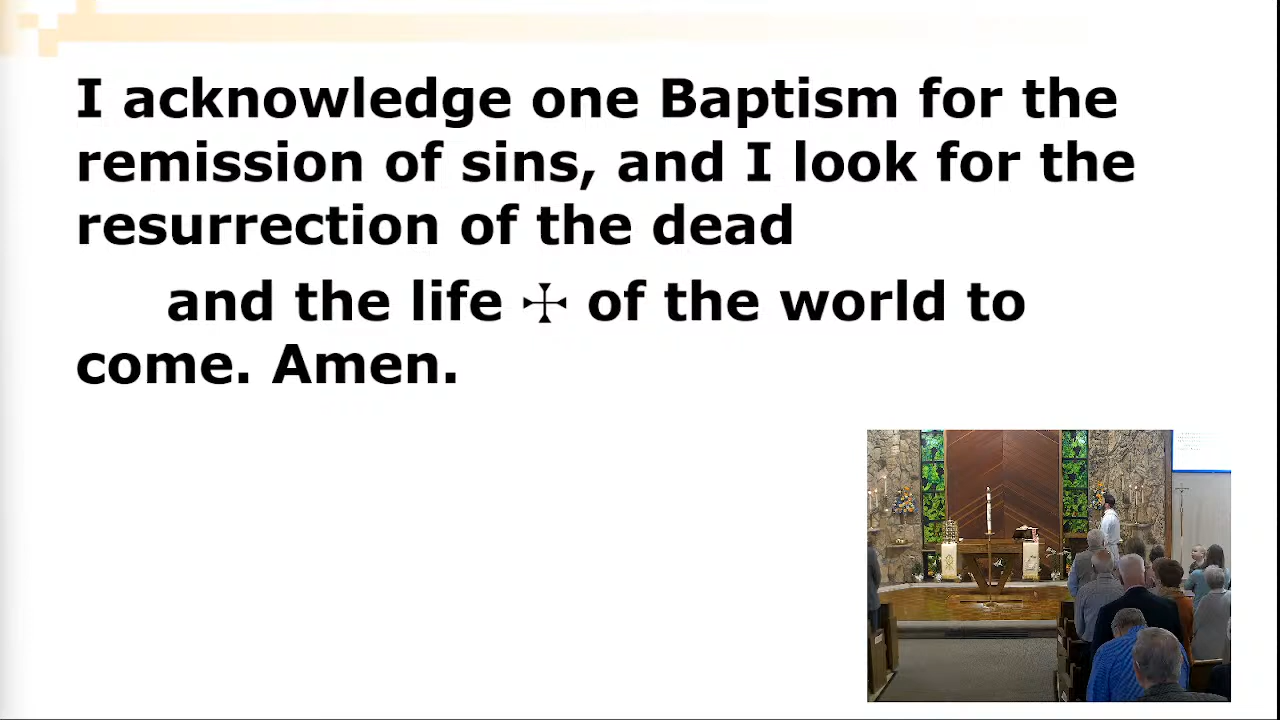 I acknowledge one Baptism for the
remission of sins, and I look for the
resurrection of the dead
and the life ☩ of the world to
come. Amen.